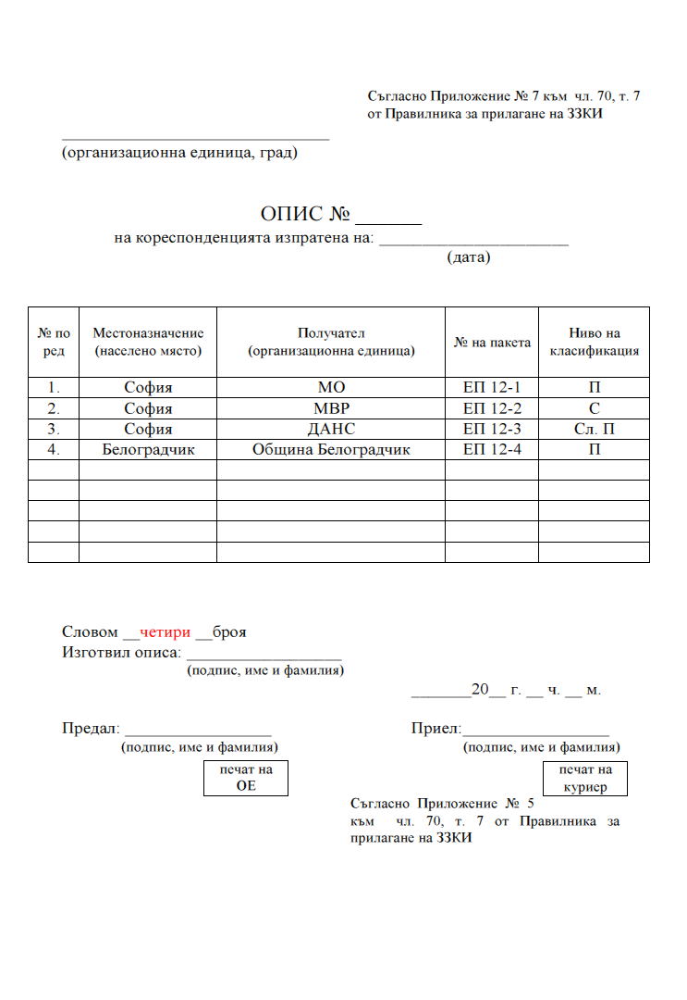 Съгласно Приложение № 7 към чл. 70, т. 7
от Правилника за прилагане на ЗЗКИ
_______________________________
(организационна единица, град)
ОПИС № ______
на кореспонденцията изпратена на: ______________________
(дата)
№ по ред | Местоназначение (населено място) | Получател (организационна единица) | № на пакета | Ниво на класификация
1. | София | МО | ЕП 12-1 | П
2. | София | МВР | ЕП 12-2 | С
3. | София | ДАНС | ЕП 12-3 | Сл. П
4. | Белоградчик | Община Белоградчик | ЕП 12-4 | П
Словом __четири __броя
Изготвил описа: __________________
(подпис, име и фамилия)
_______20__ г. __ ч. __ м.
Предал: _________________ Приел:_________________
(подпис, име и фамилия) (подпис, име и фамилия)
печат на ОЕ
печат на куриер
Съгласно Приложение № 5
към чл. 70, т. 7 от Правилника за
прилагане на ЗЗКИ